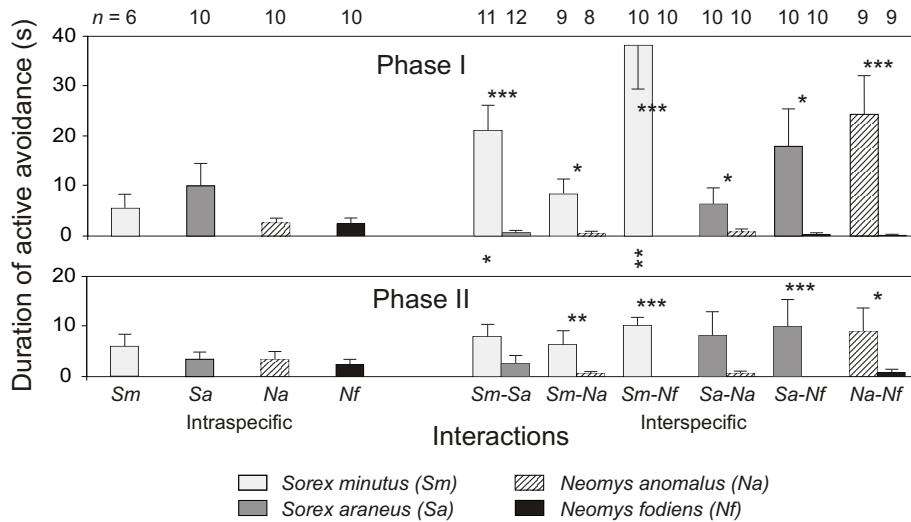 n = 6 10 10 10 11 12 9 8 10 10 10 10 10 10 9 9
Duration of active avoidance (s)
40
30
20
10
0
Phase I
***
*
***
*
*
***
*
**
20
10
0
Phase II
**
***
***
*
Sm Sa Na Nf Sm-Sa Sm-Na Sm-Nf Sa-Na Sa-Nf Na-Nf
Intraspecific Interspecific
Interactions
Sorex minutus (Sm) Neomys anomalus (Na)
Sorex araneus (Sa) Neomys fodiens (Nf)